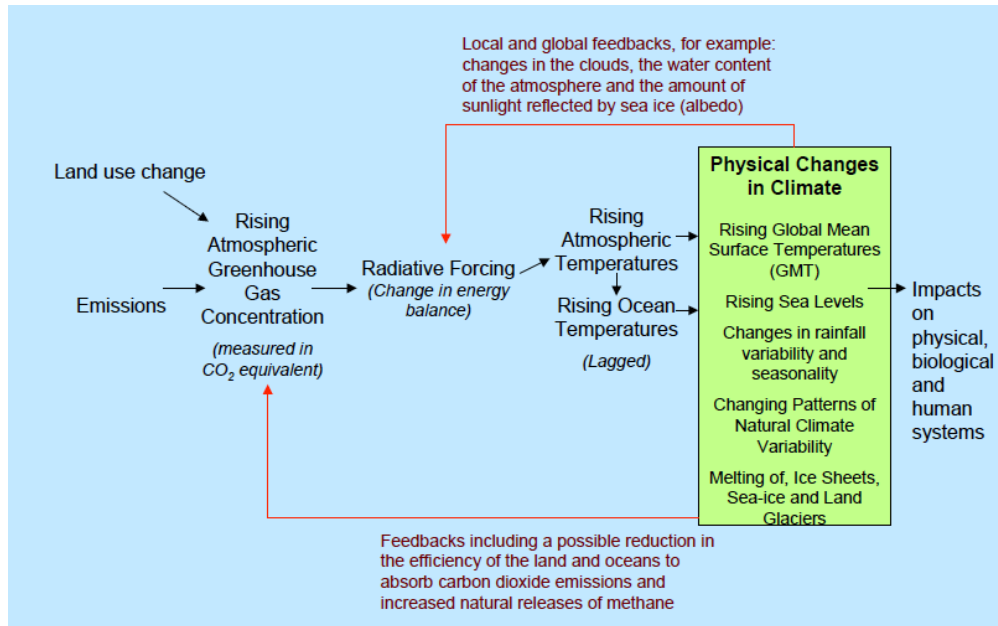 Local and global feedbacks, for example:
changes in the clouds, the water content
of the atmosphere and the amount of
sunlight reflected by sea ice (albedo)
Land use change
Emissions
Rising
Atmospheric
Greenhouse
Gas
Concentration
(measured in
CO2 equivalent)
Radiative Forcing
(Change in energy
balance)
Rising
Atmospheric
Temperatures
Rising Ocean
Temperatures
(Lagged)
Physical Changes
in Climate
Rising Global Mean
Surface Temperatures
(GMT)
Rising Sea Levels
Changes in rainfall
variability and
seasonality
Changing Patterns of
Natural Climate
Variability
Melting of, Ice Sheets,
Sea-ice and Land
Glaciers
Impacts
on
physical,
biological
and
human
systems
Feedbacks including a possible reduction in
the efficiency of the land and oceans to
absorb carbon dioxide emissions and
increased natural releases of methane